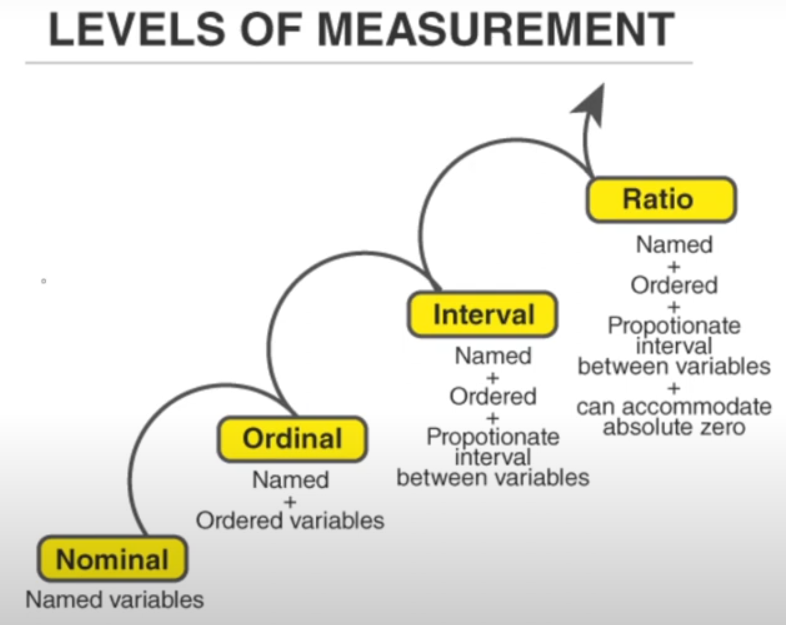 LEVELS OF MEASUREMENT
Nominal
Named variables
Ordinal
Named
+
Ordered variables
Interval
Named
+
Ordered
+
Propotionate
interval
between variables
Ratio
Named
+
Ordered
+
Propotionate
interval
between variables
+
can accommodate
absolute zero